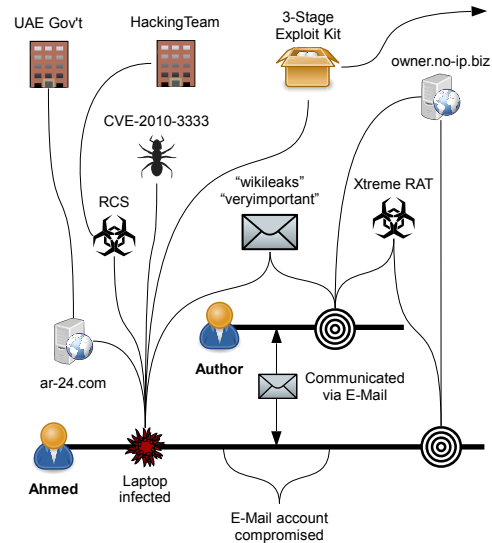 UAE Gov't
HackingTeam
3-Stage
Exploit Kit
owner.no-ip.biz
CVE-2010-3333
"wikileaks"
"veryimportant"
Xtreme RAT
RCS
ar-24.com
Author
Communicated
via E-Mail
Ahmed
Laptop
infected
E-Mail account
compromised